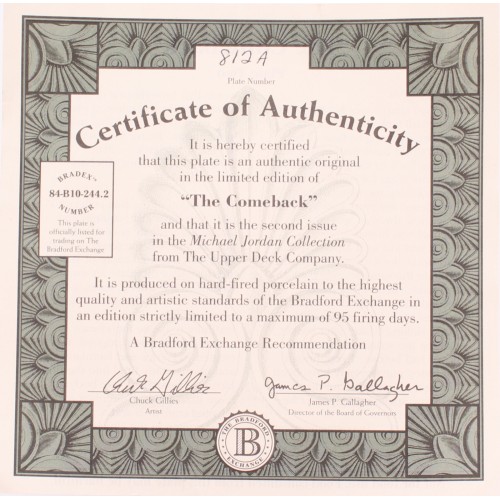 812A
Plate Number
Certificate of Authenticity
It is hereby certified
that this plate is an authentic original
in the limited edition of
"The Comeback"
and that it is the second issue
in the Michael Jordan Collection
from The Upper Deck Company.
BRADEX™
84-B10-244.2
NUMBER
This plate is
officially listed for
trading on The
Bradford Exchange
It is produced on hard-fired porcelain to the highest
quality and artistic standards of the Bradford Exchange in
an edition strictly limited to a maximum of 95 firing days.
A Bradford Exchange Recommendation
Chuck Gillies
Chuck Gillies
Artist
James P. Gallagher
James P. Gallagher
Director of the Board of Governors
THE BRADFORD
B
EXCHANGE